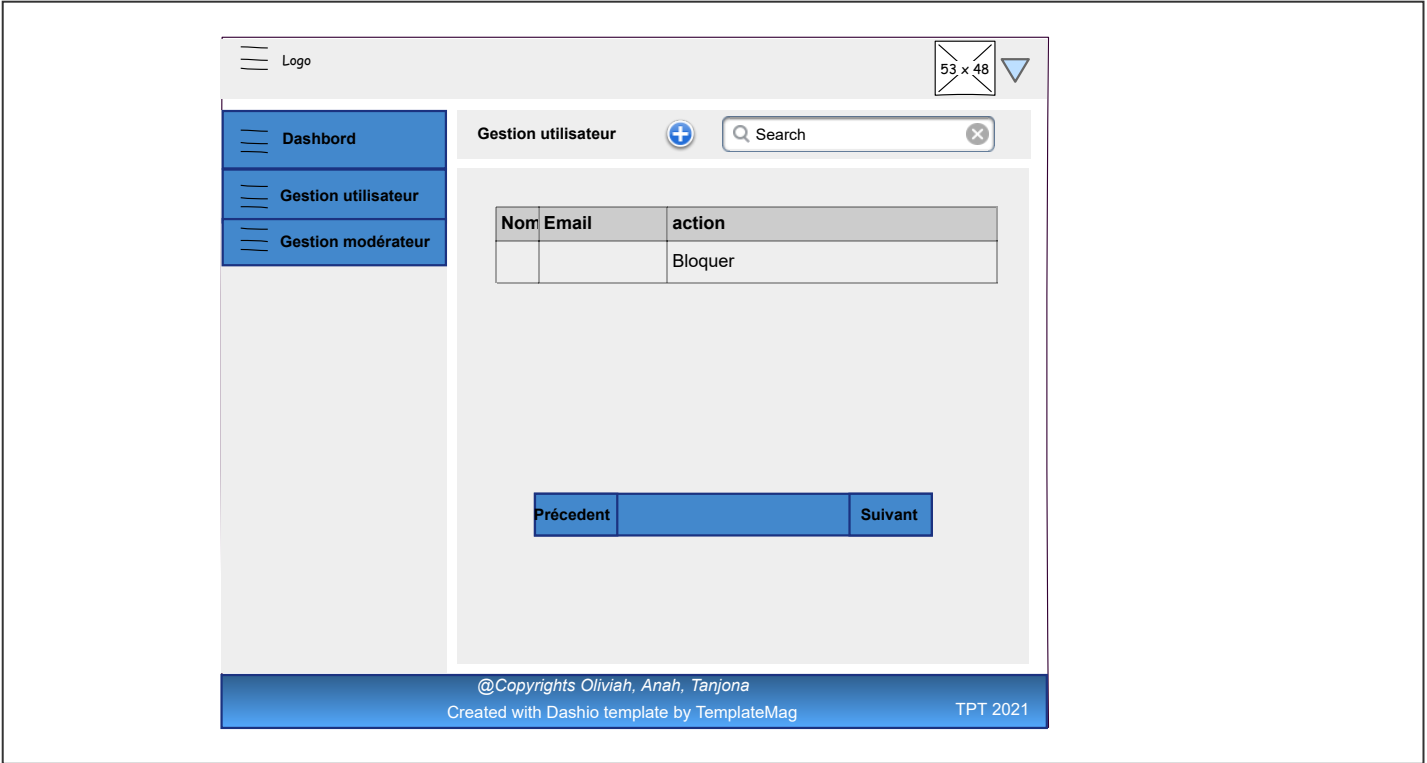 Logo
53 x 48
Dashbord
Gestion utilisateur
Gestion modérateur
Gestion utilisateur
Search
Nom Email action
Bloquer
Précedent
Suivant
@Copyrights Oliviah, Anah, Tanjona
Created with Dashio template by TemplateMag
TPT 2021